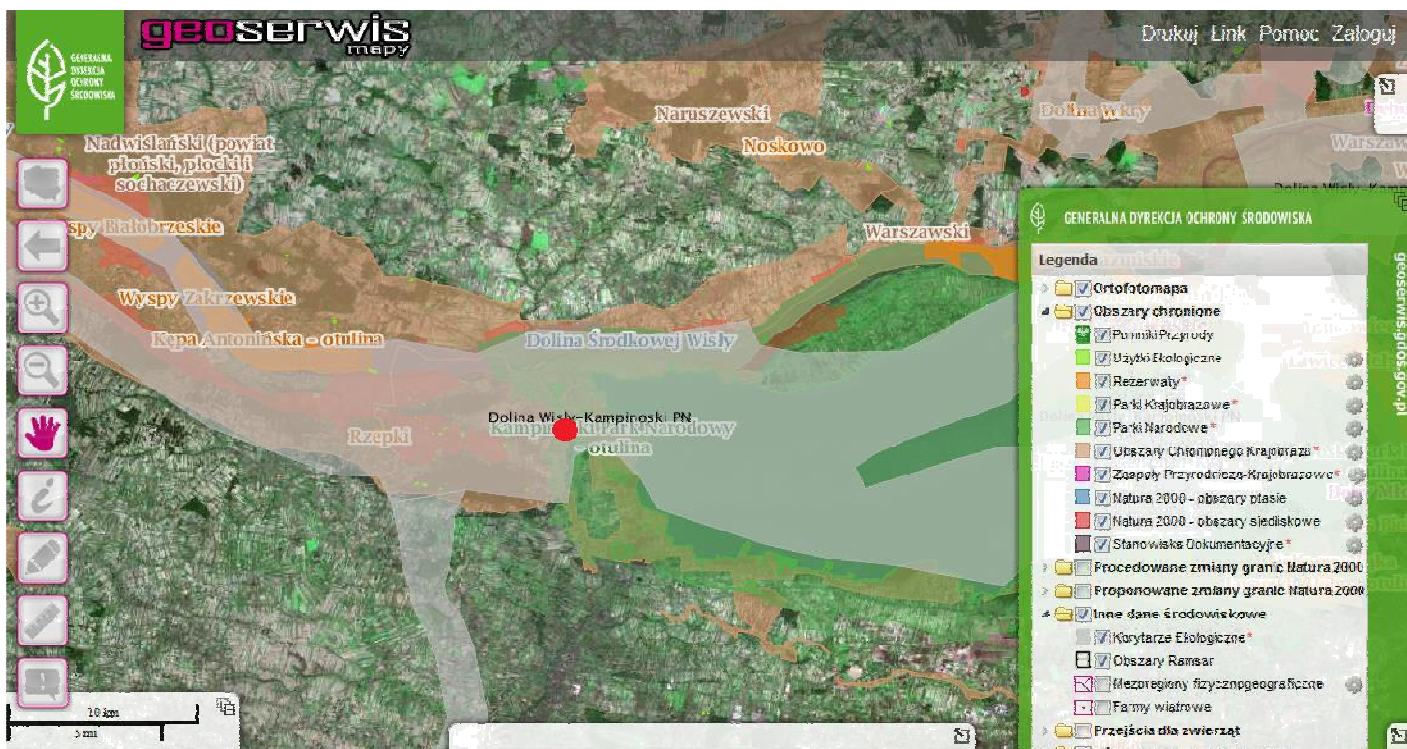 GENERALNA
DYREKCJA
OCHRONY
ŚRODOWISKA
geoserwis
mapy
Drukuj Link Pomoc Zaloguj
Naruszewski
Noskowo
Dolina Wkry
Nadwiślański (powiat
płoński, płocki i
sochaczewski)
Warszawski
Wyspy Zakrzewskie
Kępa Antonińska - otulina
Dolina Środkowej Wisły
Dolina Wisły-Kampinoski PN
Kampinoski Park Narodowy
- otulina
Rzepki
GENERALNA DYREKCJA OCHRONY ŚRODOWISKA
geoserwis.gdos.gov.pl
Legenda
Ortofotomapa
Obszary chronione
Pomniki Przyrody
Użytki Ekologiczne
Rezerwaty*
Parki Krajobrazowe*
Parki Narodowe*
Obszary Chronionego Krajobrazu*
Zespoły Przyrodniczo-Krajobrazowe*
Natura 2000 - obszary ptasie
Natura 2000 - obszary siedliskowe
Stanowiska Dokumentacyjne*
Procedowane zmiany granic Natura 2000
Proponowane zmiany granic Natura 2000
Inne dane środowiskowe
Korytarze Ekologiczne*
Obszary Ramsar
Mezoregiony fizycznogeograficzne
Farmy wiatrowe
Przejścia dla zwierząt
10 km
5 mi